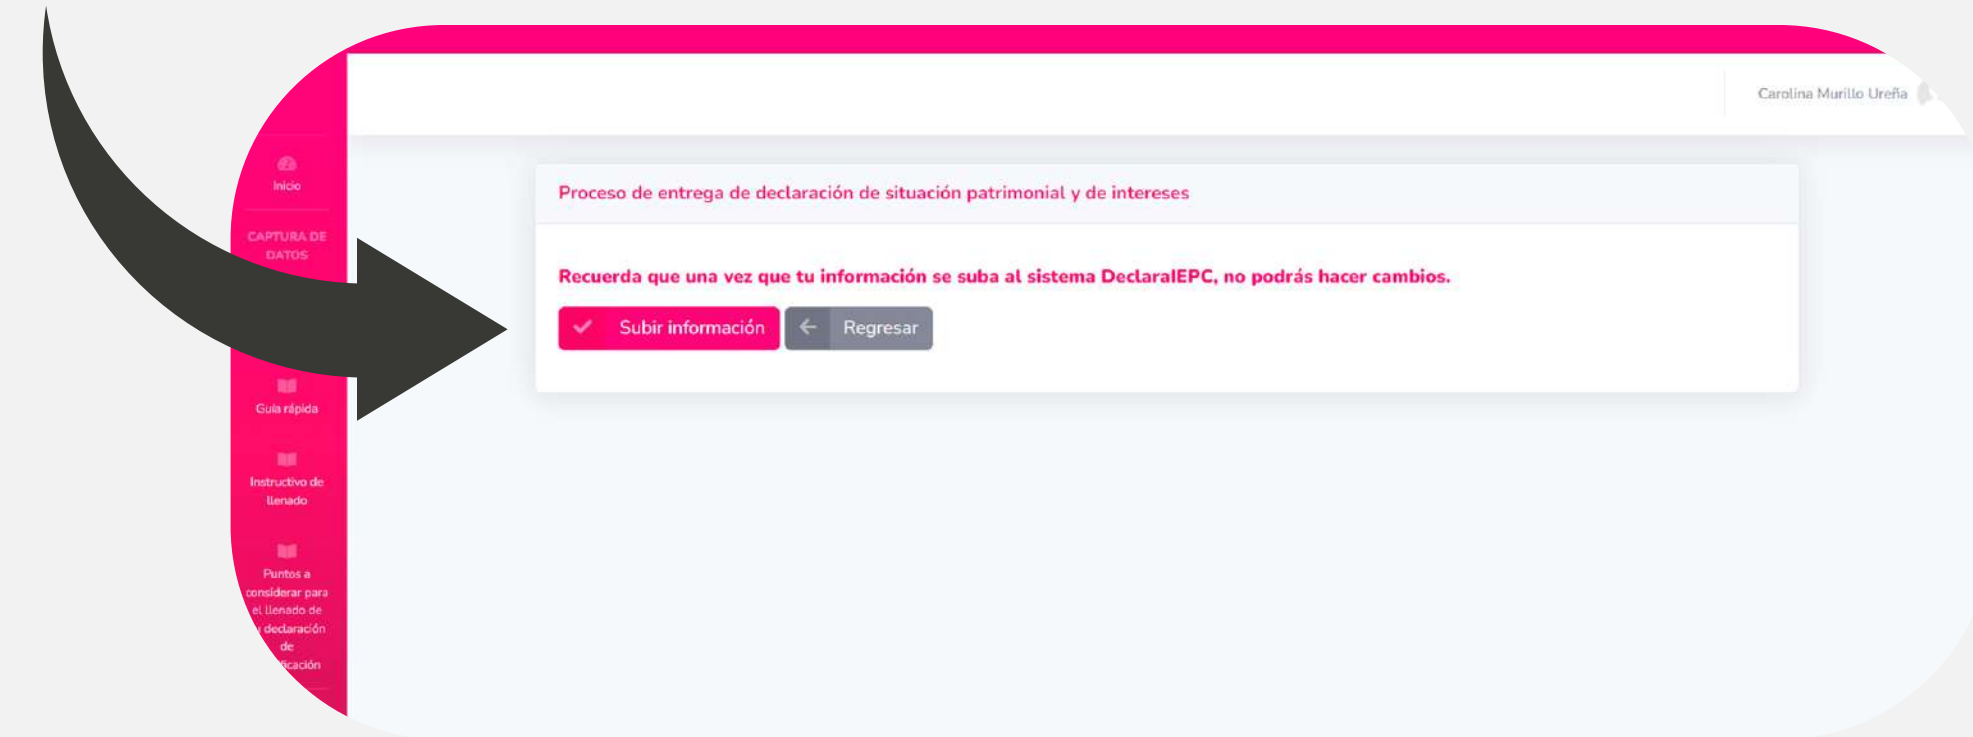 Carolina Murillo Ureña
Inicio
CAPTURA DE
DATOS
Guía rápida
Instructivo de
llenado
Puntos a
considerar para
el llenado de
declaración
de
Proceso de entrega de declaración de situación patrimonial y de intereses
Recuerda que una vez que tu información se suba al sistema DeclaraIEPC, no podrás hacer cambios.
Subir información
Regresar